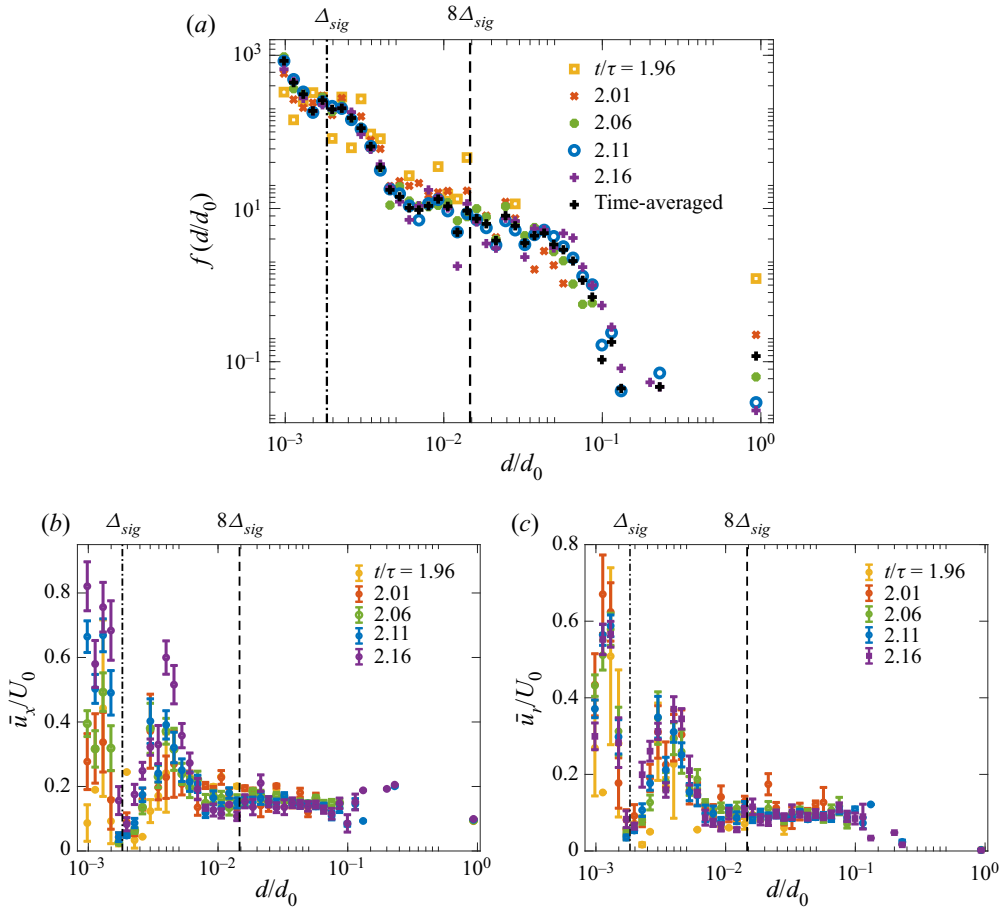 (a)
Δsig 8Δsig
10³
10¹
10⁻¹
f (d/d₀)
t/τ = 1.96
2.01
2.06
2.11
2.16
Time-averaged
10⁻³ 10⁻² 10⁻¹ 10⁰
d/d₀
(b)
Δsig 8Δsig
0.8
0.6
0.4
0.2
0
ūₓ/U₀
t/τ = 1.96
2.01
2.06
2.11
2.16
10⁻³ 10⁻² 10⁻¹ 10⁰
d/d₀
(c)
Δsig 8Δsig
0.8
0.6
0.4
0.2
0
ūᵣ/U₀
t/τ = 1.96
2.01
2.06
2.11
2.16
10⁻³ 10⁻² 10⁻¹ 10⁰
d/d₀